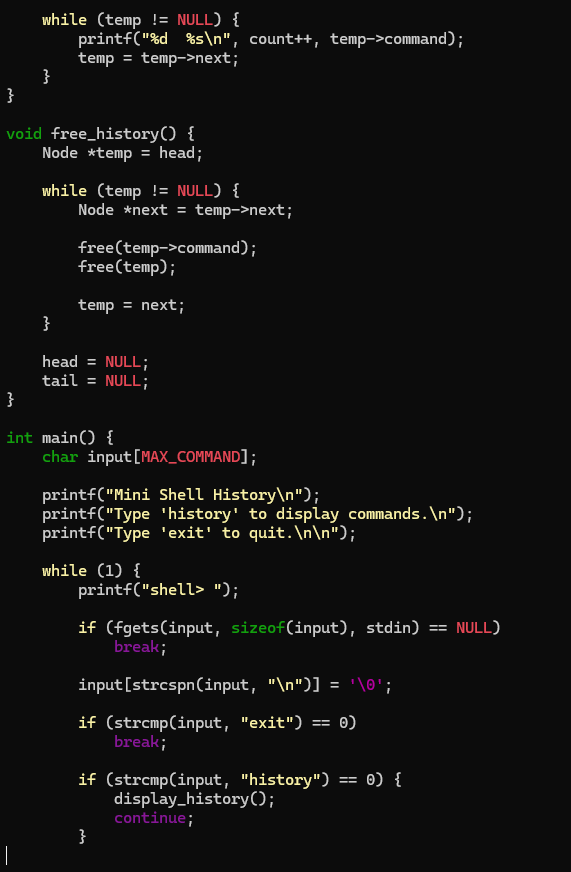 while (temp != NULL) {
        printf("%d  %s\n", count++, temp->command);
        temp = temp->next;
    }
}

void free_history() {
    Node *temp = head;

    while (temp != NULL) {
        Node *next = temp->next;

        free(temp->command);
        free(temp);

        temp = next;
    }

    head = NULL;
    tail = NULL;
}

int main() {
    char input[MAX_COMMAND];

    printf("Mini Shell History\n");
    printf("Type 'history' to display commands.\n");
    printf("Type 'exit' to quit.\n\n");

    while (1) {
        printf("shell> ");

        if (fgets(input, sizeof(input), stdin) == NULL)
            break;

        input[strcspn(input, "\n")] = '\0';

        if (strcmp(input, "exit") == 0)
            break;

        if (strcmp(input, "history") == 0) {
            display_history();
            continue;
        }